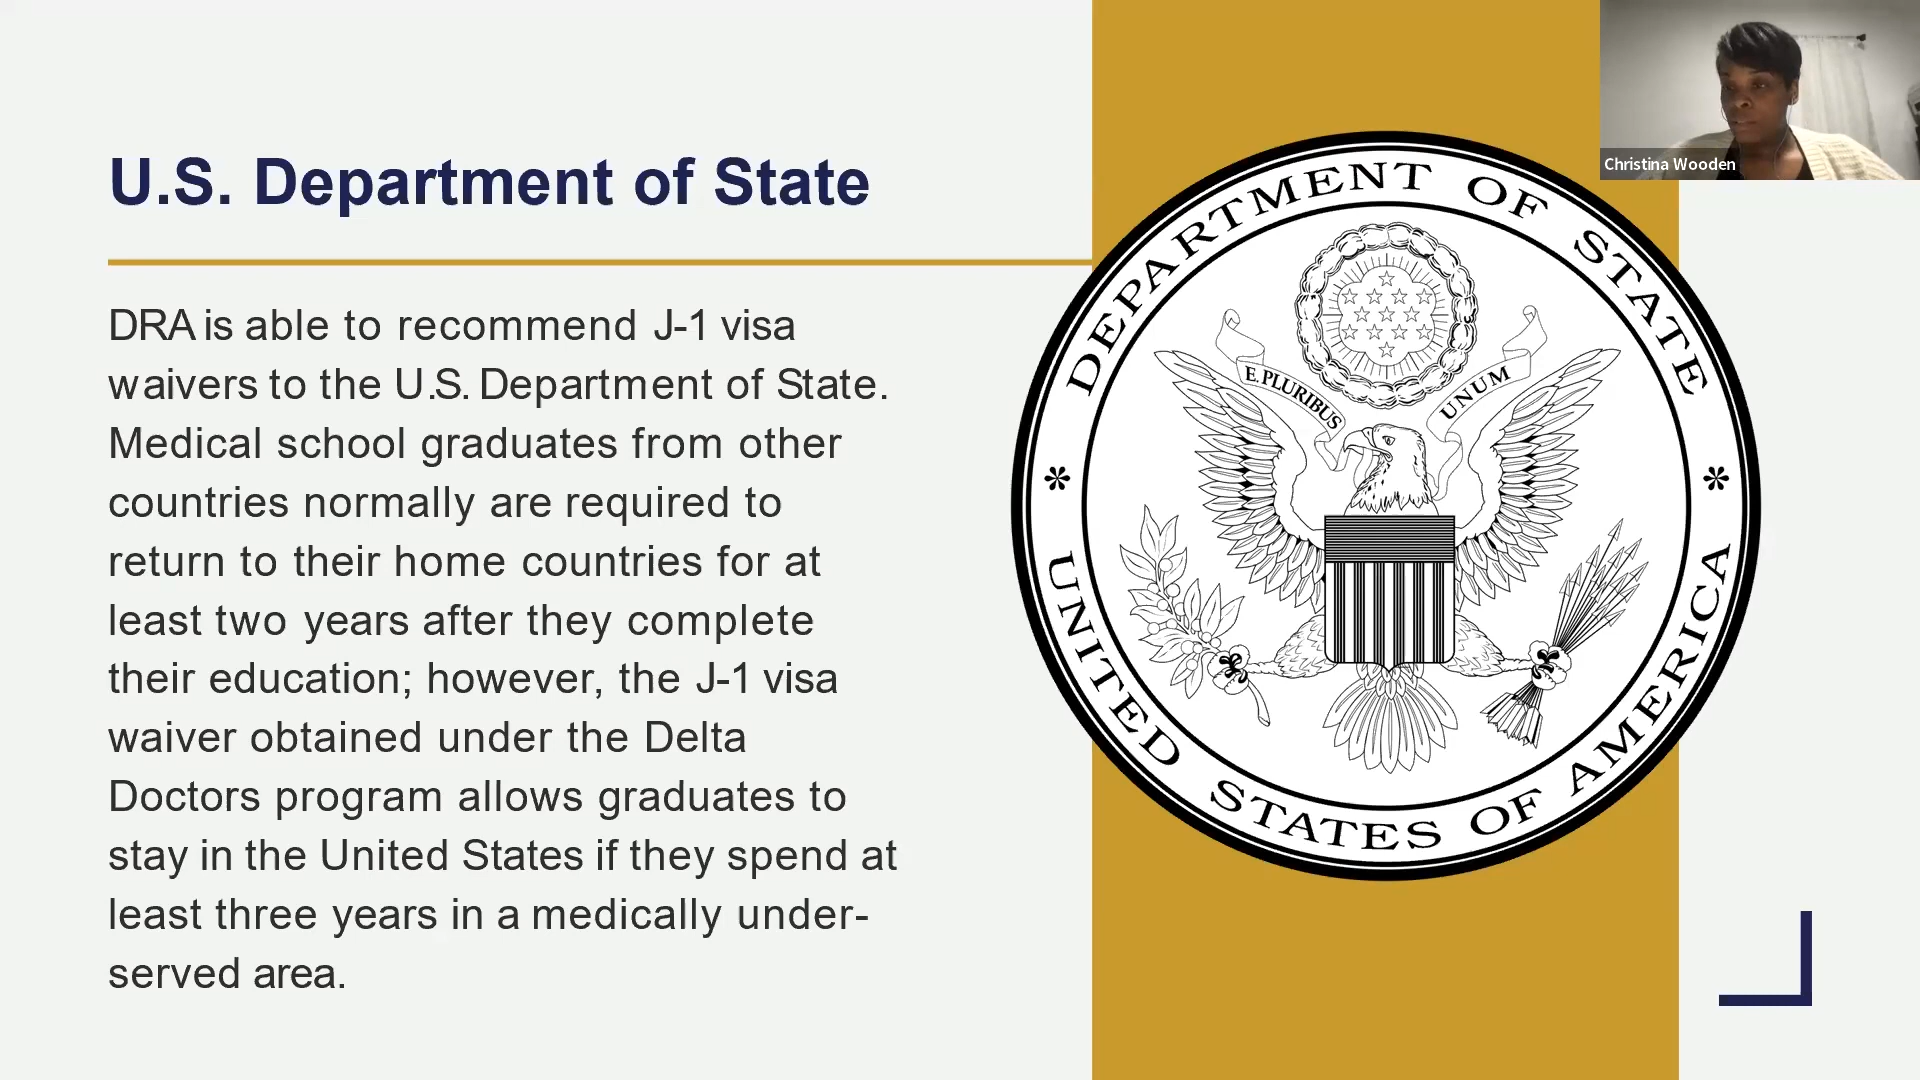 U.S. Department of State
DRA is able to recommend J-1 visa
waivers to the U.S. Department of State.
Medical school graduates from other
countries normally are required to
return to their home countries for at
least two years after they complete
their education; however, the J-1 visa
waiver obtained under the Delta
Doctors program allows graduates to
stay in the United States if they spend at
least three years in a medically under-
served area.
DEPARTMENT OF STATE
E PLURIBUS UNUM
UNITED STATES OF AMERICA
Christina Wooden